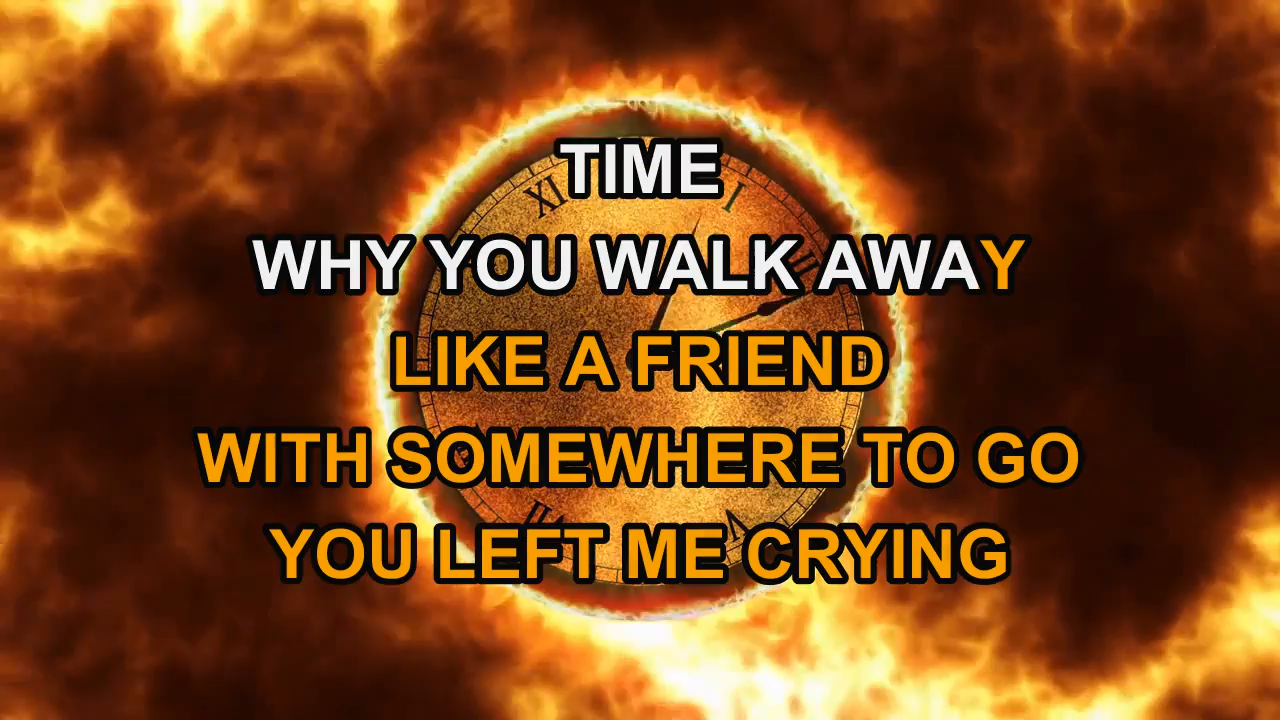 TIME
WHY YOU WALK AWAY
LIKE A FRIEND
WITH SOMEWHERE TO GO
YOU LEFT ME CRYING